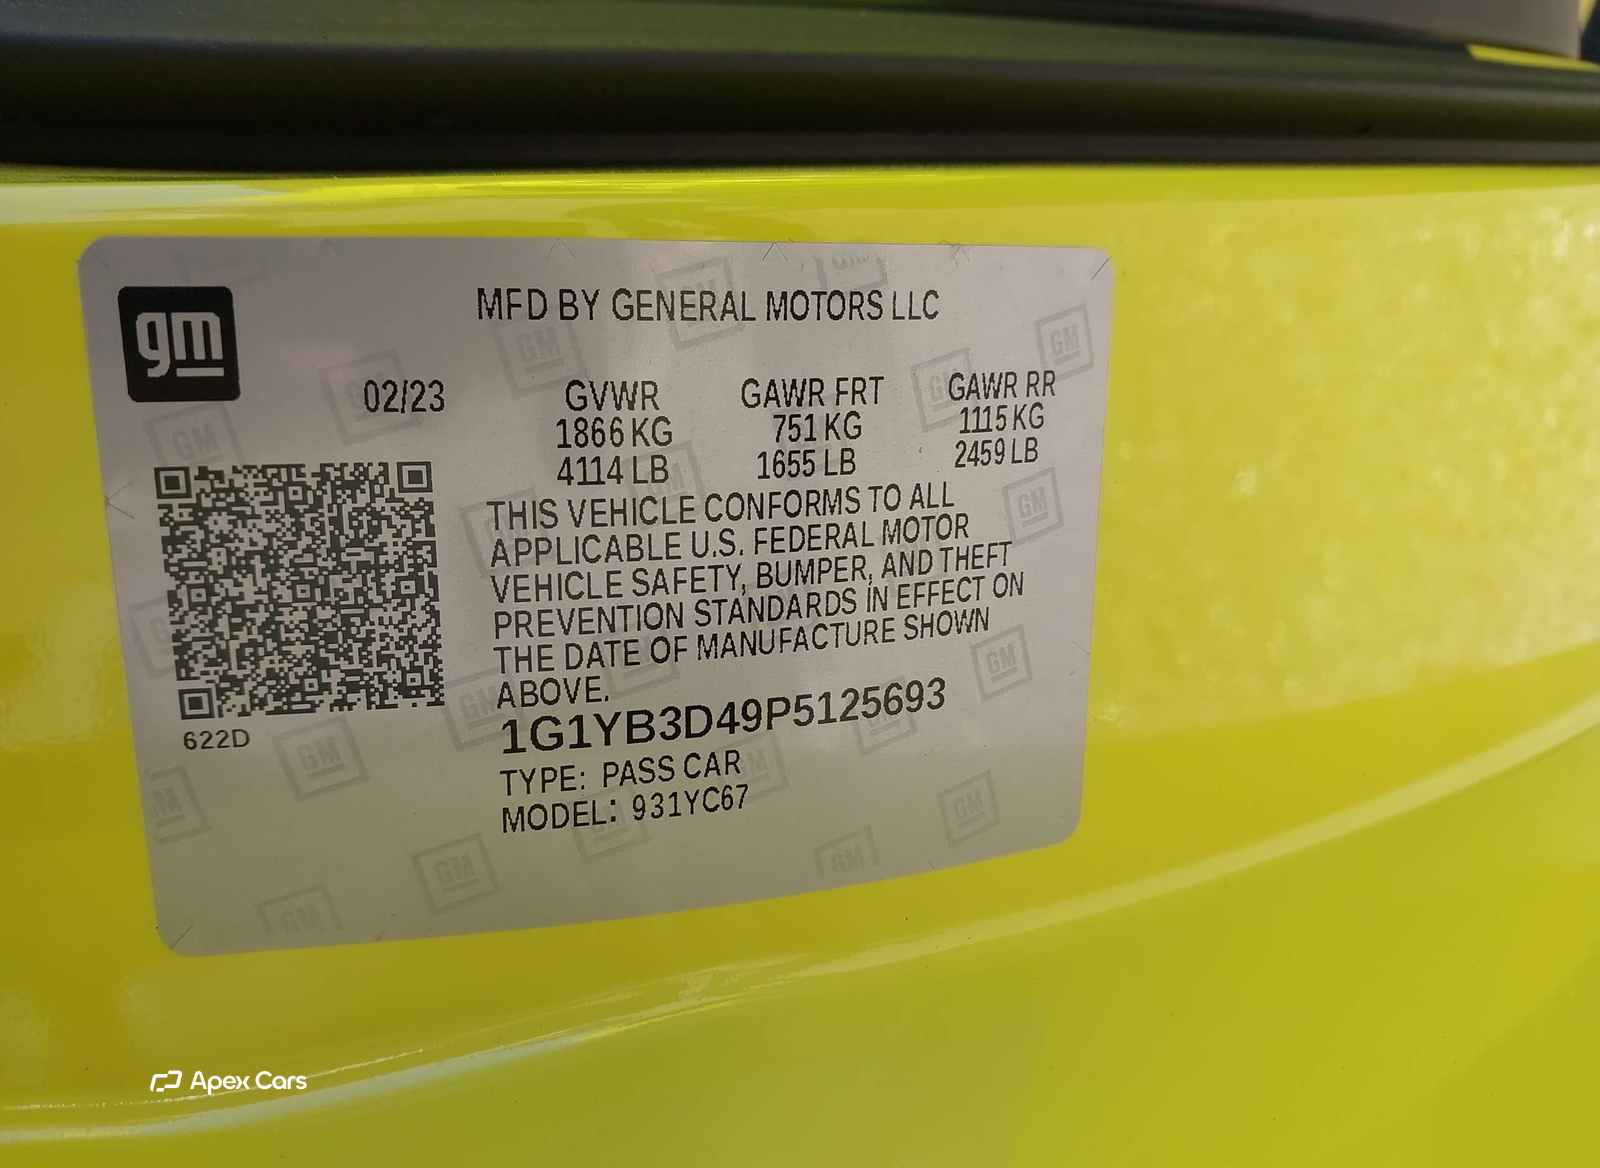 gm
MFD BY GENERAL MOTORS LLC
02/23 GVWR GAWR FRT GAWR RR
1866 KG 751 KG 1115 KG
4114 LB 1655 LB 2459 LB
THIS VEHICLE CONFORMS TO ALL
APPLICABLE U.S. FEDERAL MOTOR
VEHICLE SAFETY, BUMPER, AND THEFT
PREVENTION STANDARDS IN EFFECT ON
THE DATE OF MANUFACTURE SHOWN
ABOVE.
1G1YB3D49P5125693
622D
TYPE: PASS CAR
MODEL: 931YC67
Apex Cars